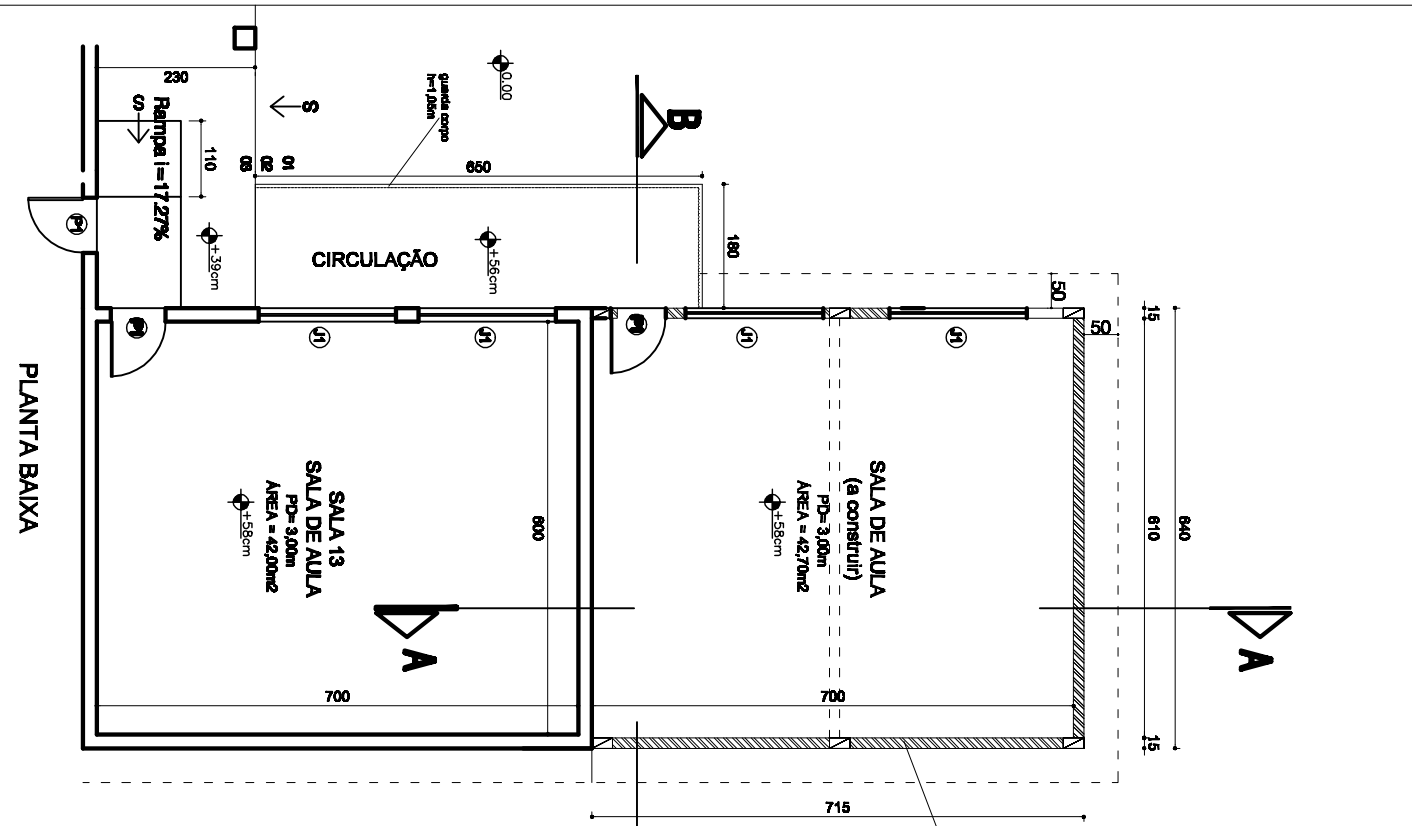 230
S
Rampa i=17,27%
110
S
01
02
03
0.00
guarda corpo
h=1,05m
650
B
180
P1
+39cm
CIRCULAÇÃO
+56cm
50
50
15
P1
J1
J1
P1
J1
J1
PLANTA BAIXA
SALA 13
SALA DE AULA
PD= 3,00m
ÁREA = 42,00m2
+58cm
600
SALA DE AULA
(a construir)
PD= 3,00m
ÁREA = 42,70m2
+58cm
610
640
A
A
700
700
15
715